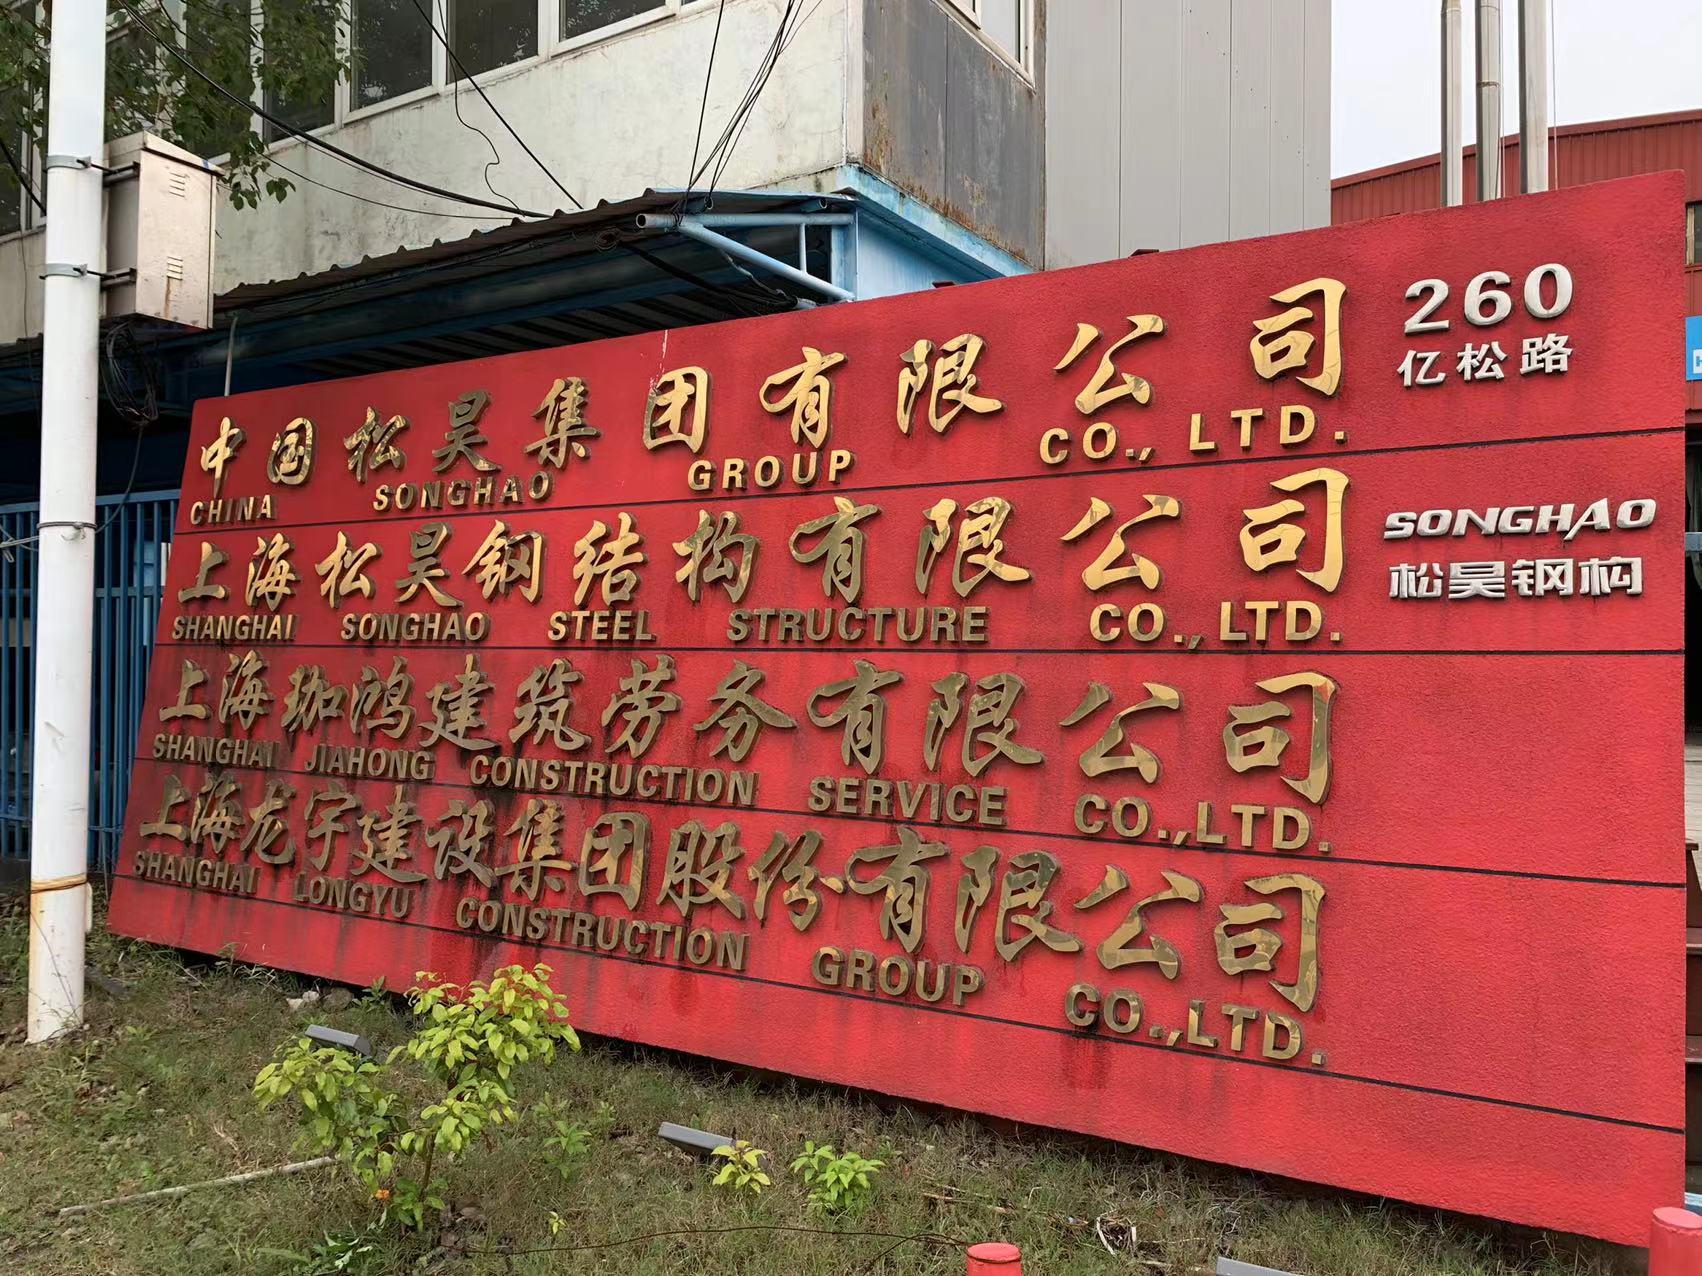 中国松昊集团有限公司
CHINA SONGHAO GROUP CO., LTD.
260
亿松路
上海松昊钢结构有限公司
SHANGHAI SONGHAO STEEL STRUCTURE CO., LTD.
SONGHAO
松昊钢构
上海珈鸿建筑劳务有限公司
SHANGHAI JIAHONG CONSTRUCTION SERVICE CO.,LTD.
上海龙宇建设集团股份有限公司
SHANGHAI LONGYU CONSTRUCTION GROUP CO.,LTD.